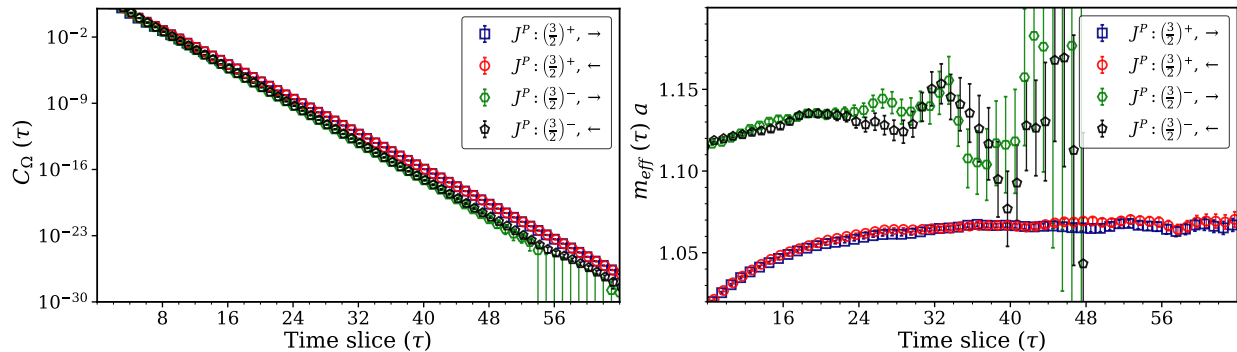 10⁻²
10⁻⁹
10⁻¹⁶
10⁻²³
10⁻³⁰
C_Ω (τ)
8 16 24 32 40 48 56
Time slice (τ)
J^P : (3/2)⁺, →
J^P : (3/2)⁺, ←
J^P : (3/2)⁻, →
J^P : (3/2)⁻, ←
1.15
1.10
1.05
m_eff (τ) a
16 24 32 40 48 56
Time slice (τ)
J^P : (3/2)⁺, →
J^P : (3/2)⁺, ←
J^P : (3/2)⁻, →
J^P : (3/2)⁻, ←